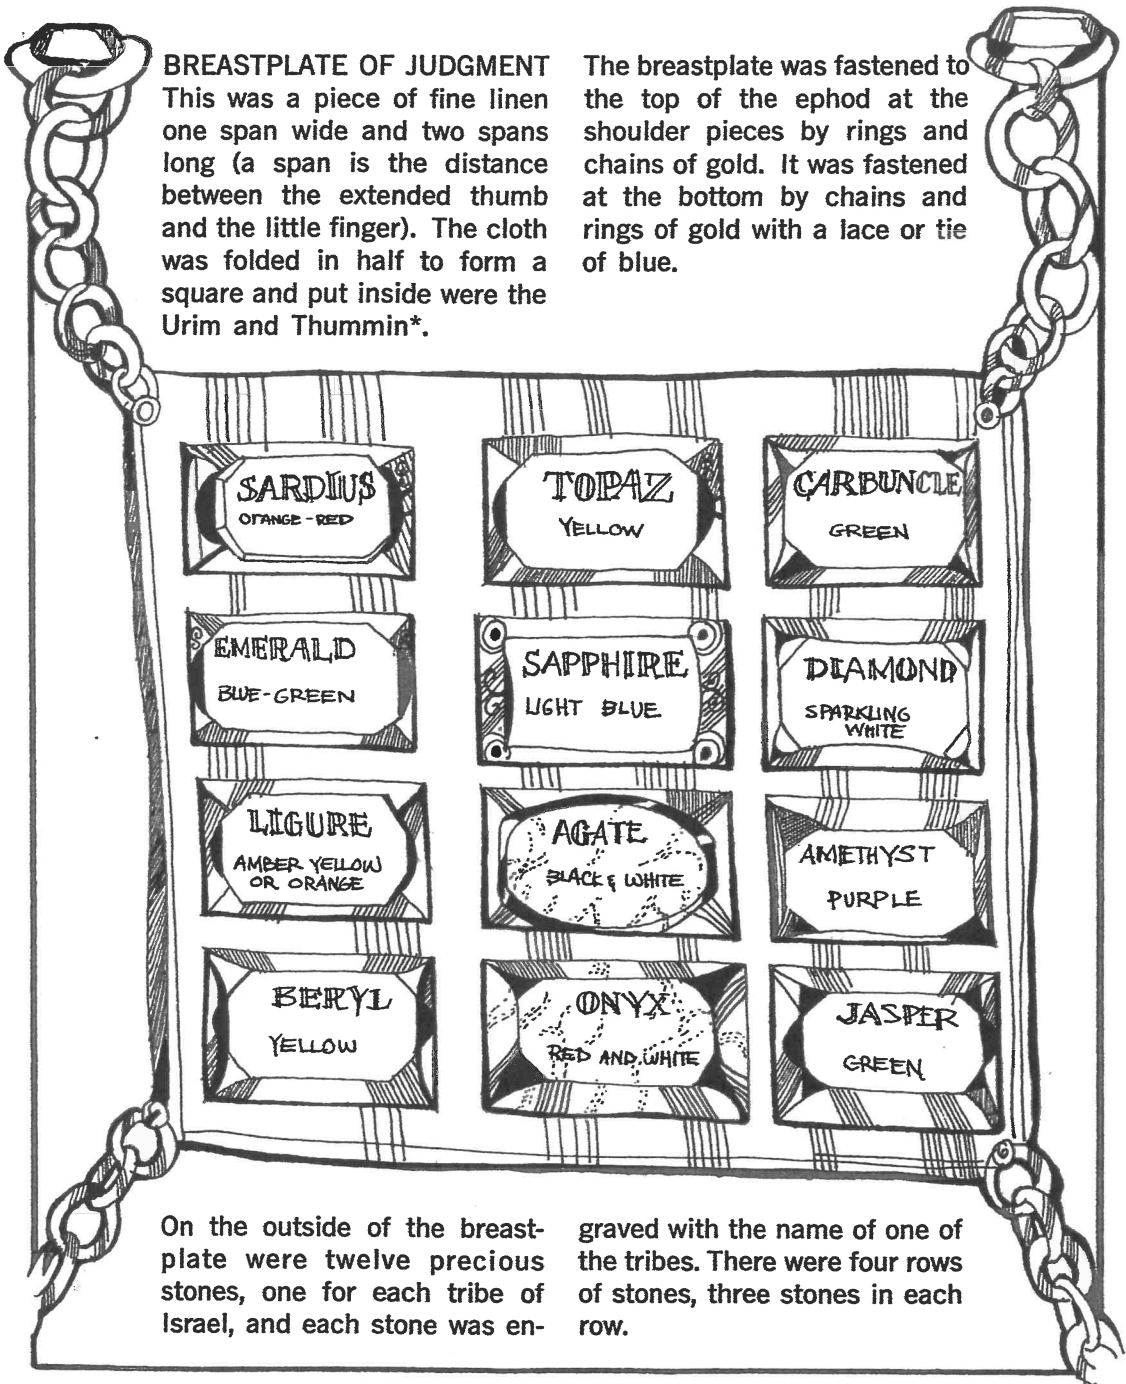 BREASTPLATE OF JUDGMENT
This was a piece of fine linen
one span wide and two spans
long (a span is the distance
between the extended thumb
and the little finger). The cloth
was folded in half to form a
square and put inside were the
Urim and Thummin*.
The breastplate was fastened to
the top of the ephod at the
shoulder pieces by rings and
chains of gold. It was fastened
at the bottom by chains and
rings of gold with a lace or tie
of blue.
SARDIUS
ORANGE-RED
TOPAZ
YELLOW
CARBUNCLE
GREEN
EMERALD
BLUE-GREEN
SAPPHIRE
LIGHT BLUE
DIAMOND
SPARKLING
WHITE
LIGURE
AMBER YELLOW
OR ORANGE
AGATE
BLACK & WHITE
AMETHYST
PURPLE
BERYL
YELLOW
ONYX
RED AND WHITE
JASPER
GREEN
On the outside of the breast-
plate were twelve precious
stones, one for each tribe of
Israel, and each stone was en-
graved with the name of one of
the tribes. There were four rows
of stones, three stones in each
row.